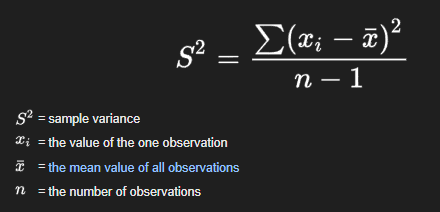 S² = ∑(xᵢ − x̄)² / n − 1
S² = sample variance
xᵢ = the value of the one observation
x̄ = the mean value of all observations
n = the number of observations